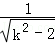 1
√k² − 2